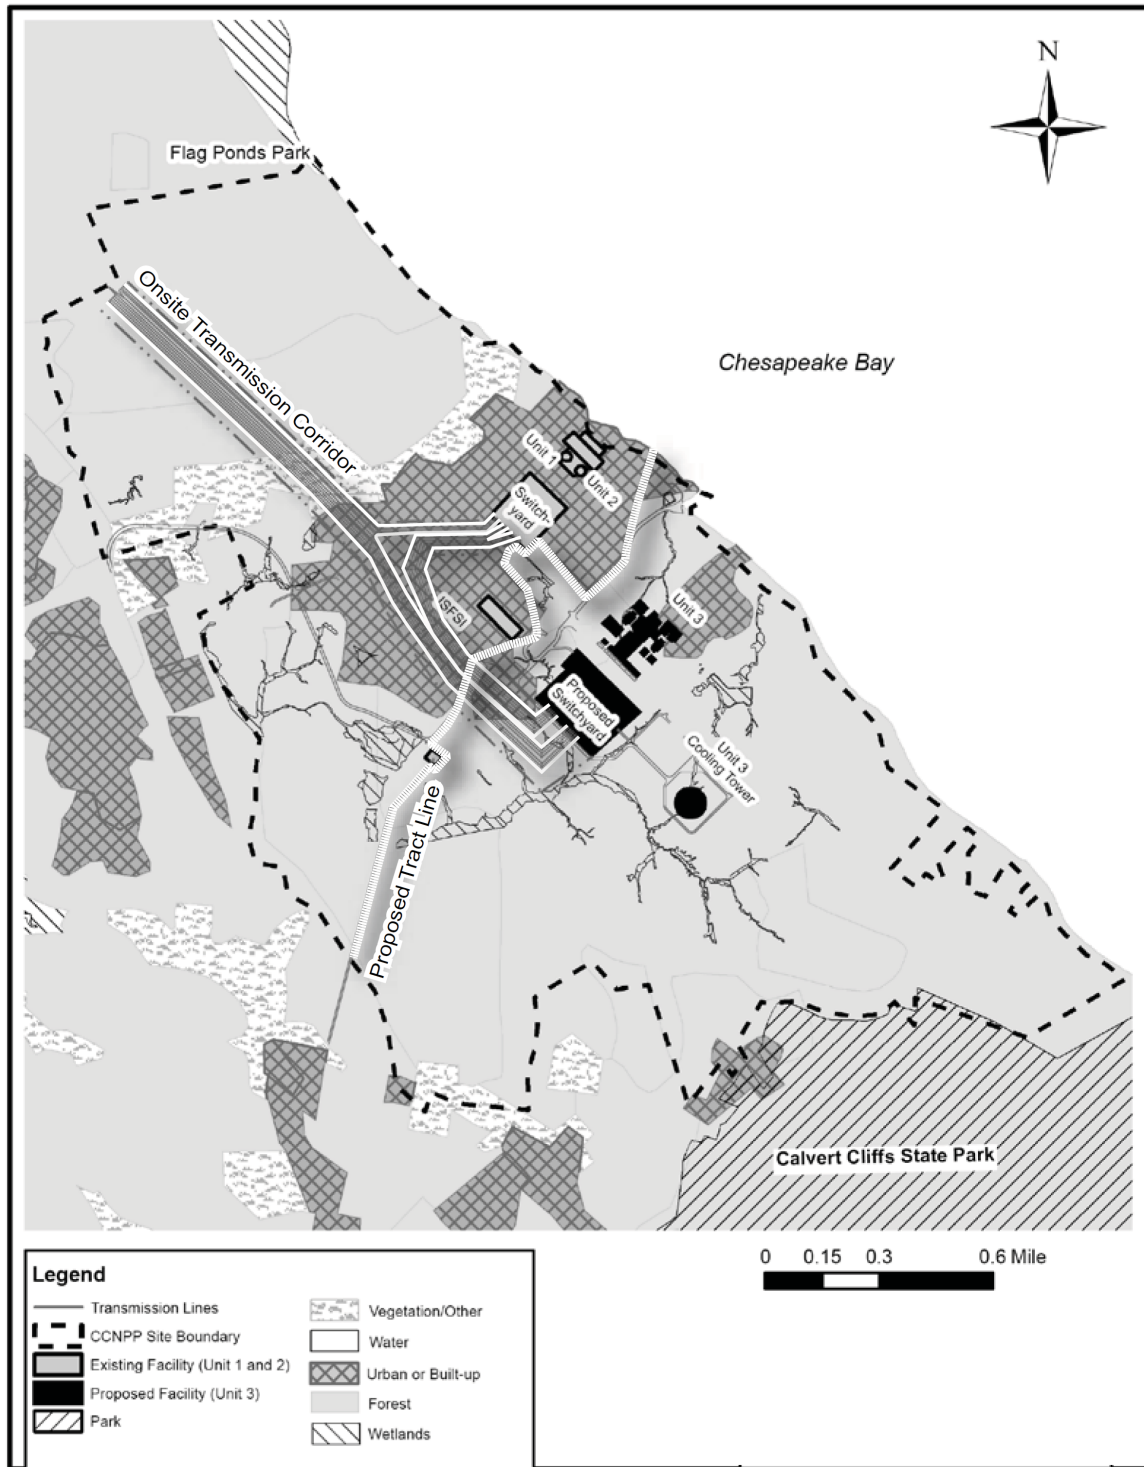 N
Flag Ponds Park
Onsite Transmission Corridor
Chesapeake Bay
Unit 1
Unit 2
Switch-
yard
ISFSI
Unit 3
Proposed
Switchyard
Unit 3
Cooling Tower
Proposed Tract Line
Calvert Cliffs State Park
0 0.15 0.3 0.6 Mile
Legend
Transmission Lines
CCNPP Site Boundary
Existing Facility (Unit 1 and 2)
Proposed Facility (Unit 3)
Park
Vegetation/Other
Water
Urban or Built-up
Forest
Wetlands